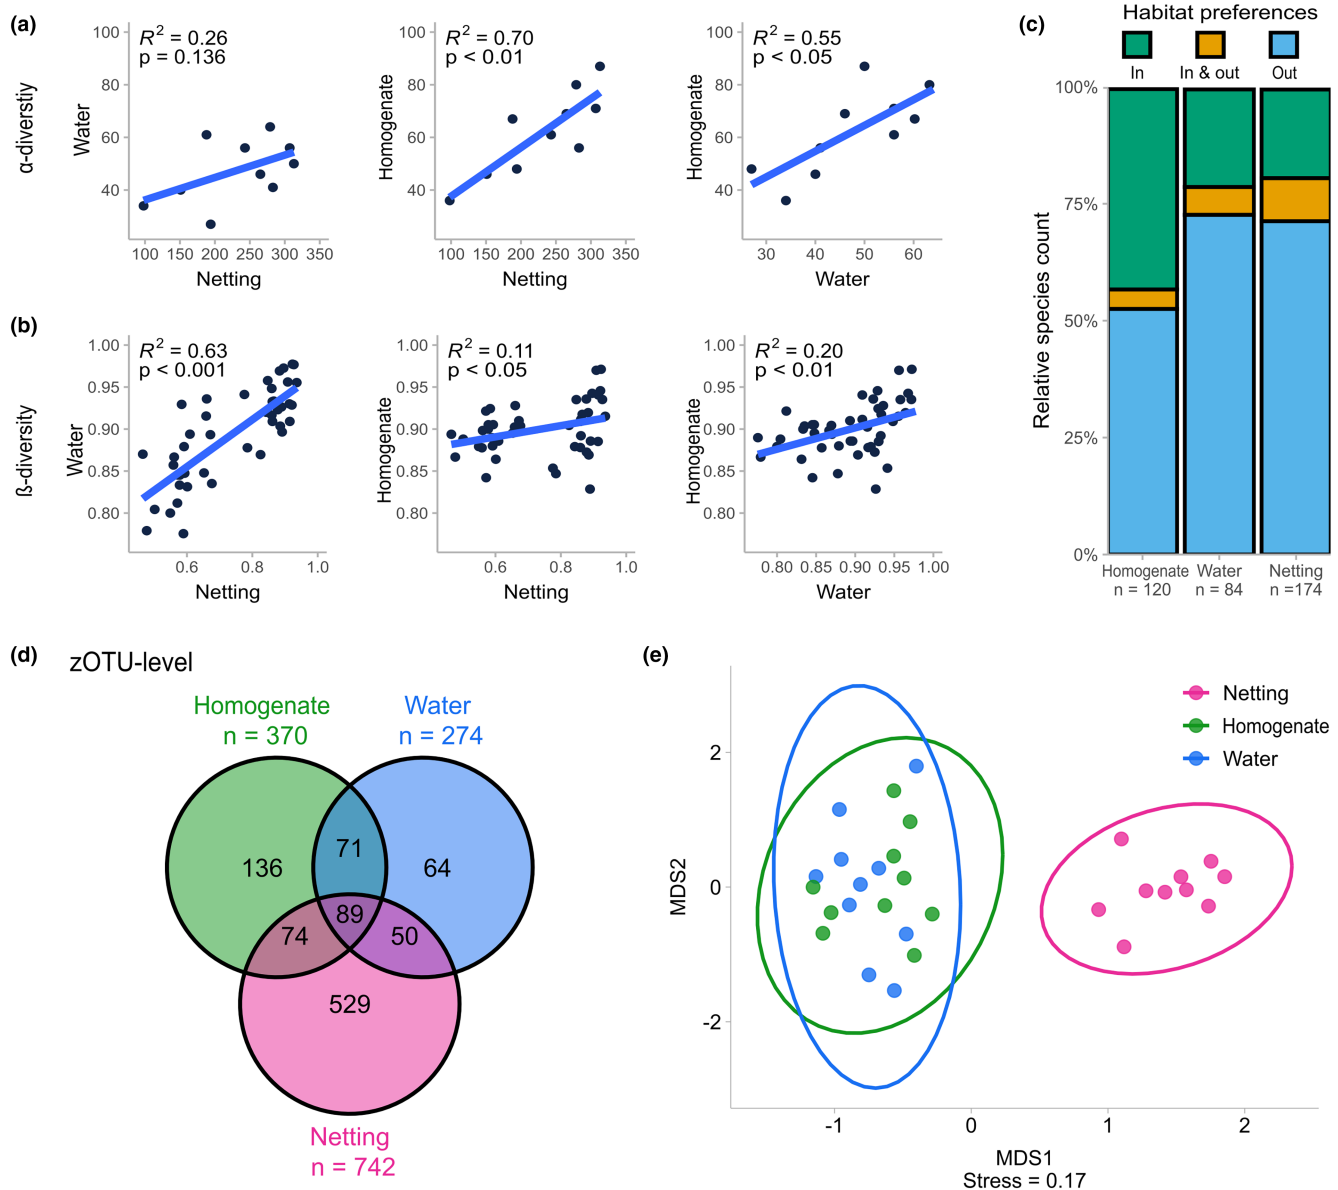 (a)
α-diverstiy
R² = 0.26
p = 0.136
Water
100
80
60
40
100 150 200 250 300 350
Netting
R² = 0.70
p < 0.01
Homogenate
100
80
60
40
100 150 200 250 300 350
Netting
R² = 0.55
p < 0.05
Homogenate
100
80
60
40
30 40 50 60
Water
(b)
ß-diversity
R² = 0.63
p < 0.001
Water
1.00
0.95
0.90
0.85
0.80
0.6 0.8 1.0
Netting
R² = 0.11
p < 0.05
Homogenate
1.00
0.95
0.90
0.85
0.80
0.6 0.8 1.0
Netting
R² = 0.20
p < 0.01
Homogenate
1.00
0.95
0.90
0.85
0.80
0.80 0.85 0.90 0.95 1.00
Water
(c)
Habitat preferences
In In & out Out
Relative species count
100%
75%
50%
25%
0%
Homogenate Water Netting
n = 120 n = 84 n =174
(d)
zOTU-level
Homogenate
n = 370
Water
n = 274
136
71
64
89
74
50
529
Netting
n = 742
(e)
Netting
Homogenate
Water
MDS2
2
0
-2
-1 0 1 2
MDS1
Stress = 0.17